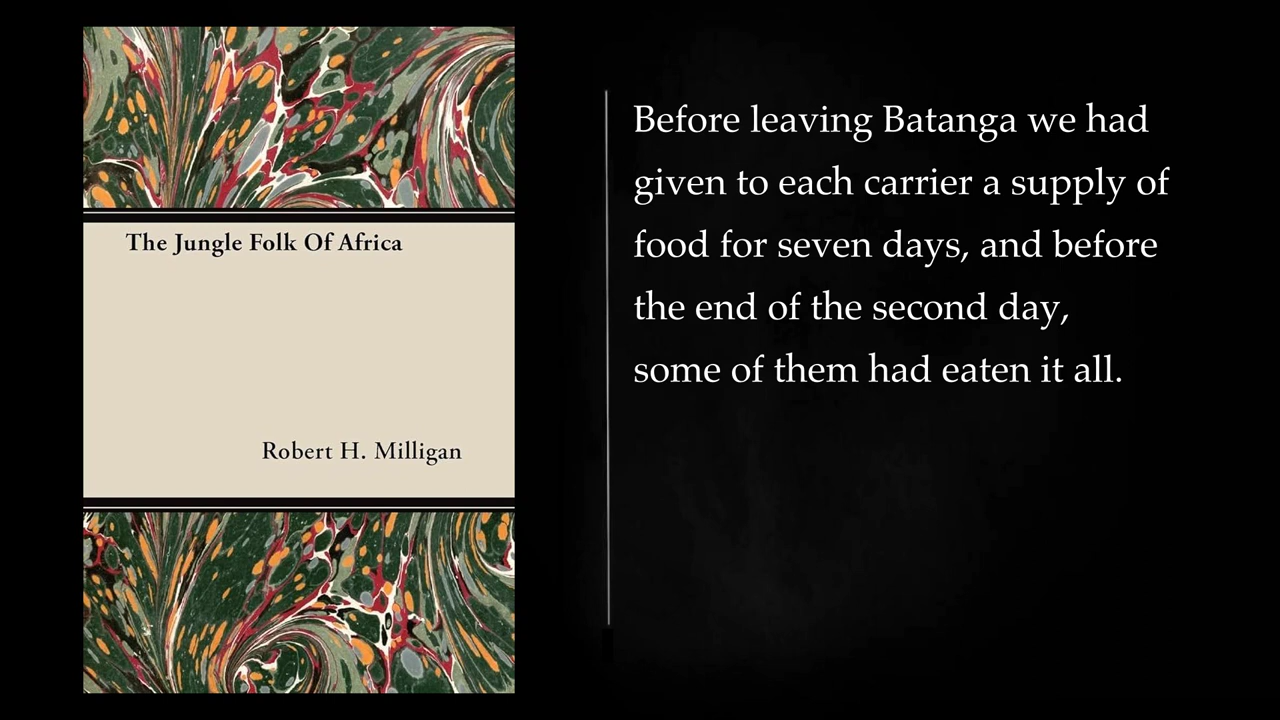 The Jungle Folk Of Africa
Robert H. Milligan
Before leaving Batanga we had
given to each carrier a supply of
food for seven days, and before
the end of the second day,
some of them had eaten it all.